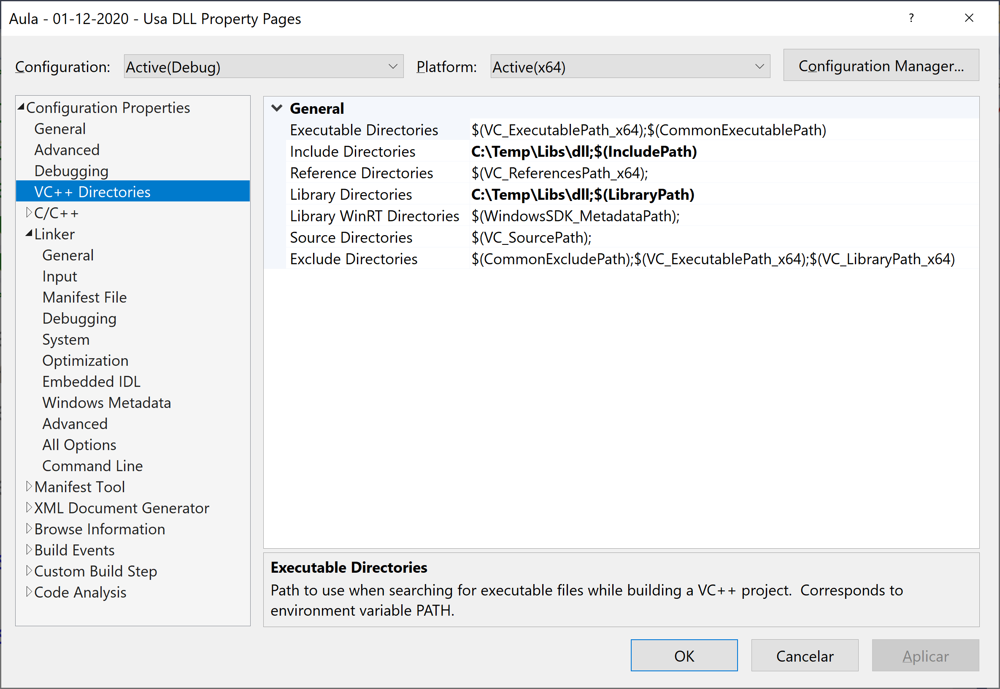 Aula - 01-12-2020 - Usa DLL Property Pages
?
Configuration:
Active(Debug)
Platform:
Active(x64)
Configuration Manager...
Configuration Properties
General
Advanced
Debugging
VC++ Directories
C/C++
Linker
General
Input
Manifest File
Debugging
System
Optimization
Embedded IDL
Windows Metadata
Advanced
All Options
Command Line
Manifest Tool
XML Document Generator
Browse Information
Build Events
Custom Build Step
Code Analysis
General
Executable Directories $(VC_ExecutablePath_x64);$(CommonExecutablePath)
Include Directories C:\Temp\Libs\dll;$(IncludePath)
Reference Directories $(VC_ReferencesPath_x64);
Library Directories C:\Temp\Libs\dll;$(LibraryPath)
Library WinRT Directories $(WindowsSDK_MetadataPath);
Source Directories $(VC_SourcePath);
Exclude Directories $(CommonExcludePath);$(VC_ExecutablePath_x64);$(VC_LibraryPath_x64)
Executable Directories
Path to use when searching for executable files while building a VC++ project.  Corresponds to
environment variable PATH.
OK
Cancelar
Aplicar